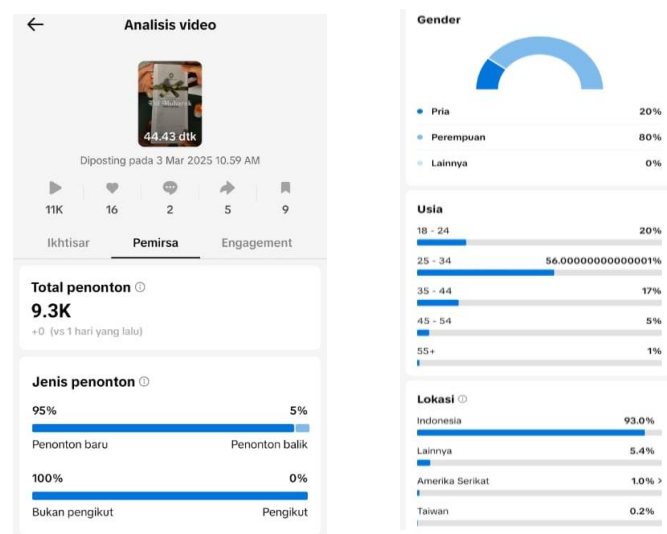 Analisis video
Eid Mubarak
44.43 dtk
Diposting pada 3 Mar 2025 10.59 AM
11K 16 2 5 9
Ikhtisar Pemirsa Engagement
Total penonton
9.3K
+0 (vs 1 hari yang lalu)
Jenis penonton
95% 5%
Penonton baru Penonton balik
100% 0%
Bukan pengikut Pengikut
Gender
Pria 20%
Perempuan 80%
Lainnya 0%
Usia
18 - 24 20%
25 - 34 56.00000000000001%
35 - 44 17%
45 - 54 5%
55+ 1%
Lokasi
Indonesia 93.0%
Lainnya 5.4%
Amerika Serikat 1.0% >
Taiwan 0.2%